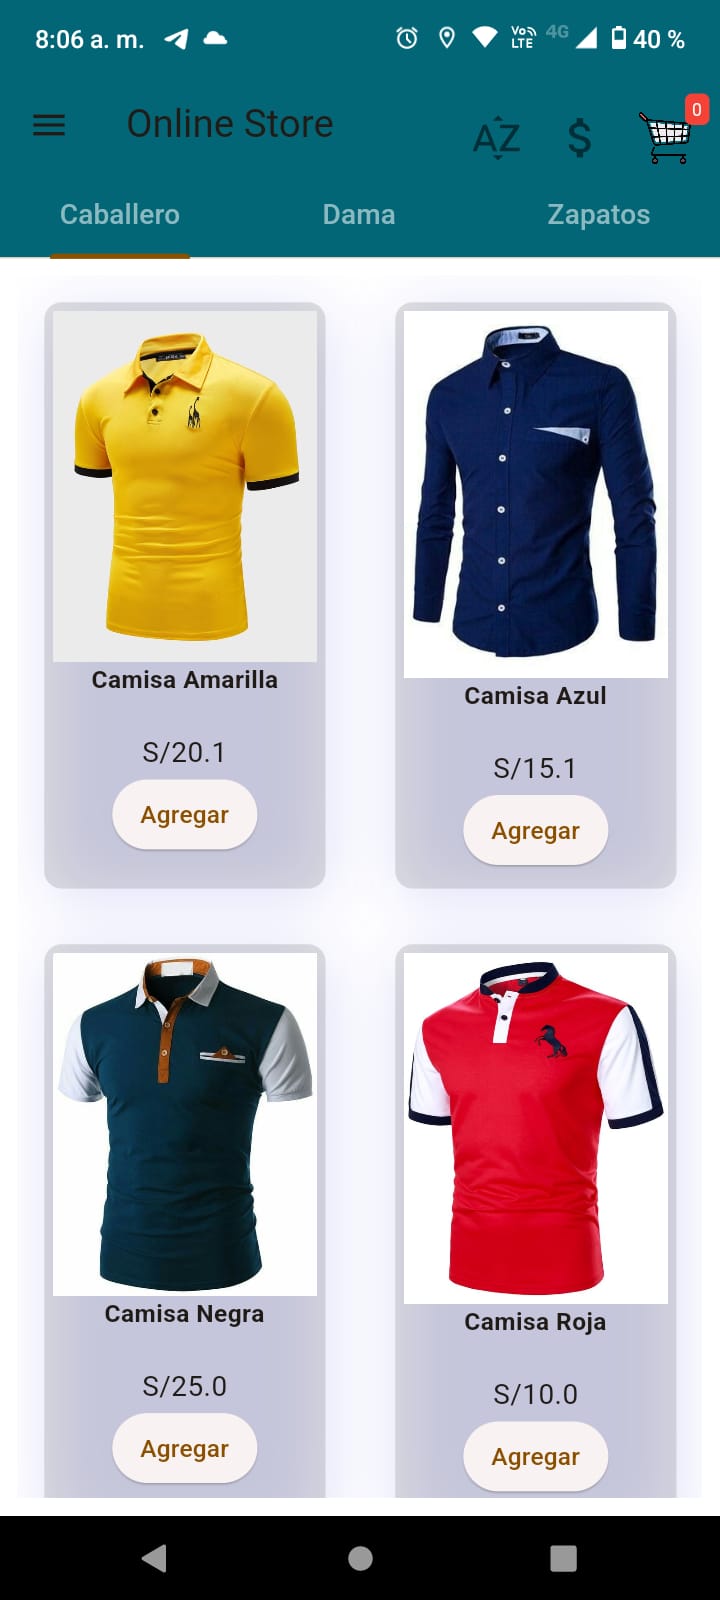 8:06 a. m. Vo LTE 4G 40 %
Online Store AZ $ 0
Caballero Dama Zapatos
Camisa Amarilla
S/20.1
Agregar
Camisa Azul
S/15.1
Agregar
Camisa Negra
S/25.0
Agregar
Camisa Roja
S/10.0
Agregar